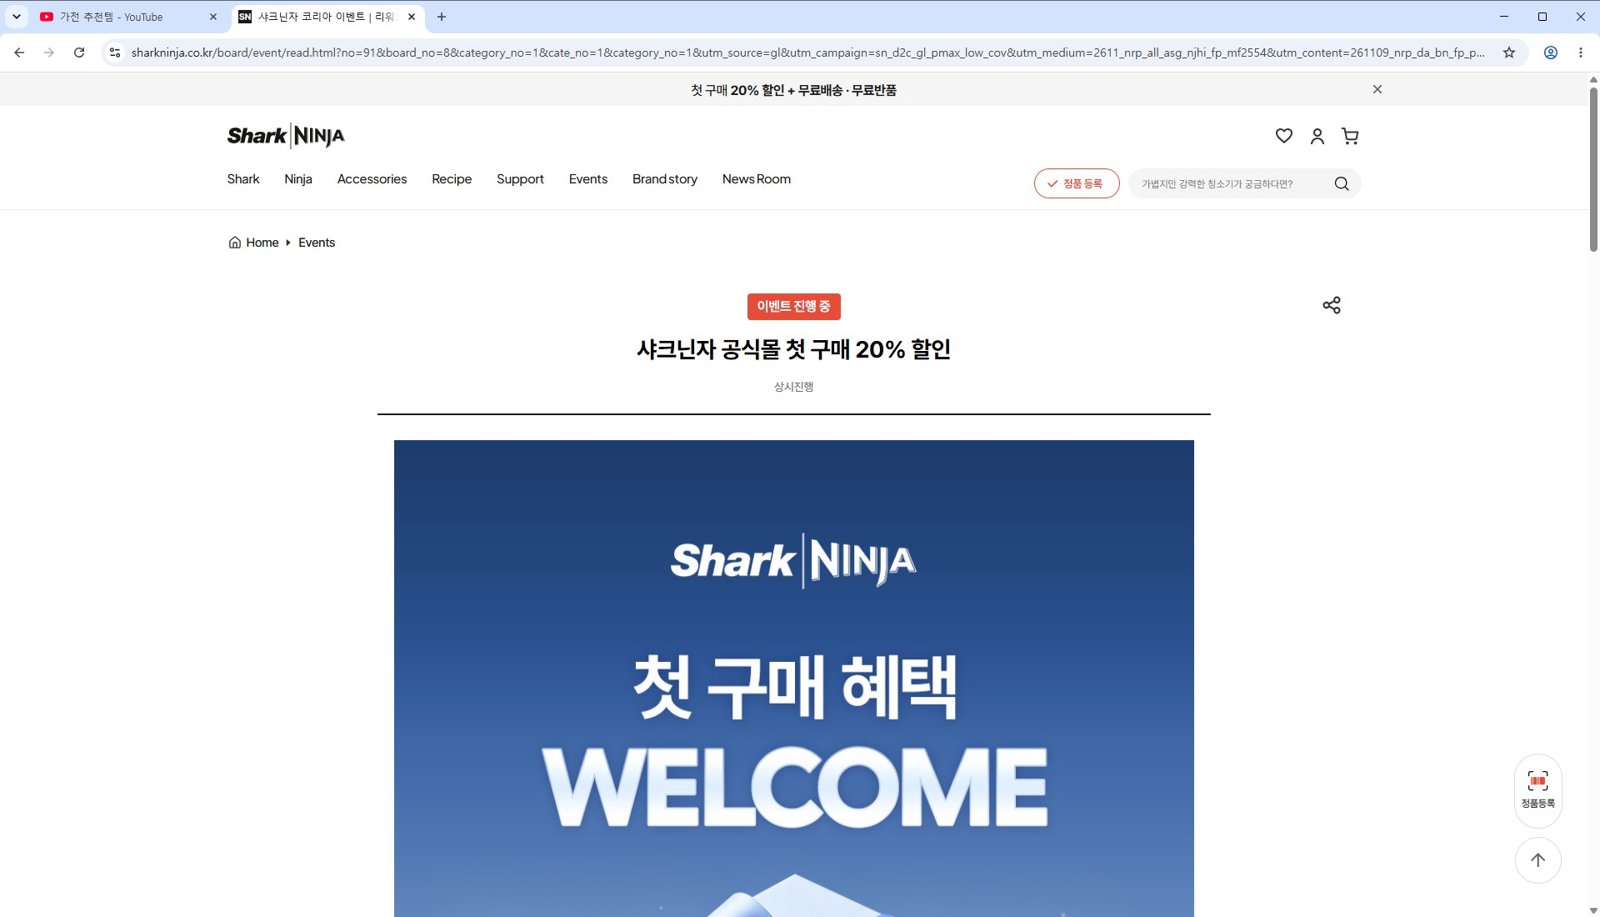 가전 추천템 - YouTube
SN 샤크닌자 코리아 이벤트 | 리워
sharkninja.co.kr/board/event/read.html?no=91&board_no=8&category_no=1&cate_no=1&category_no=1&utm_source=gl&utm_campaign=sn_d2c_gl_pmax_low_cov&utm_medium=2611_nrp_all_asg_njhi_fp_mf2554&utm_content=261109_nrp_da_bn_fp_p...
첫 구매 20% 할인 + 무료배송 · 무료반품
Shark NINJA
Shark Ninja Accessories Recipe Support Events Brand story News Room
정품 등록 가볍지만 강력한 청소기가 궁금하다면?
Home Events
이벤트 진행 중
샤크닌자 공식몰 첫 구매 20% 할인
상시진행
Shark NINJA
첫 구매 혜택
WELCOME
정품등록